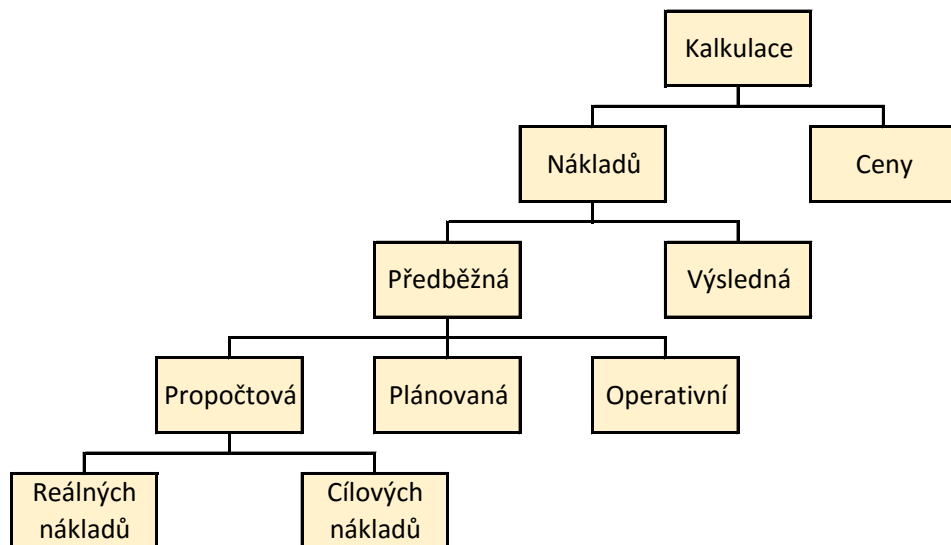 Kalkulace
Nákladů
Ceny
Předběžná
Výsledná
Propočtová
Plánovaná
Operativní
Reálných
nákladů
Cílových
nákladů